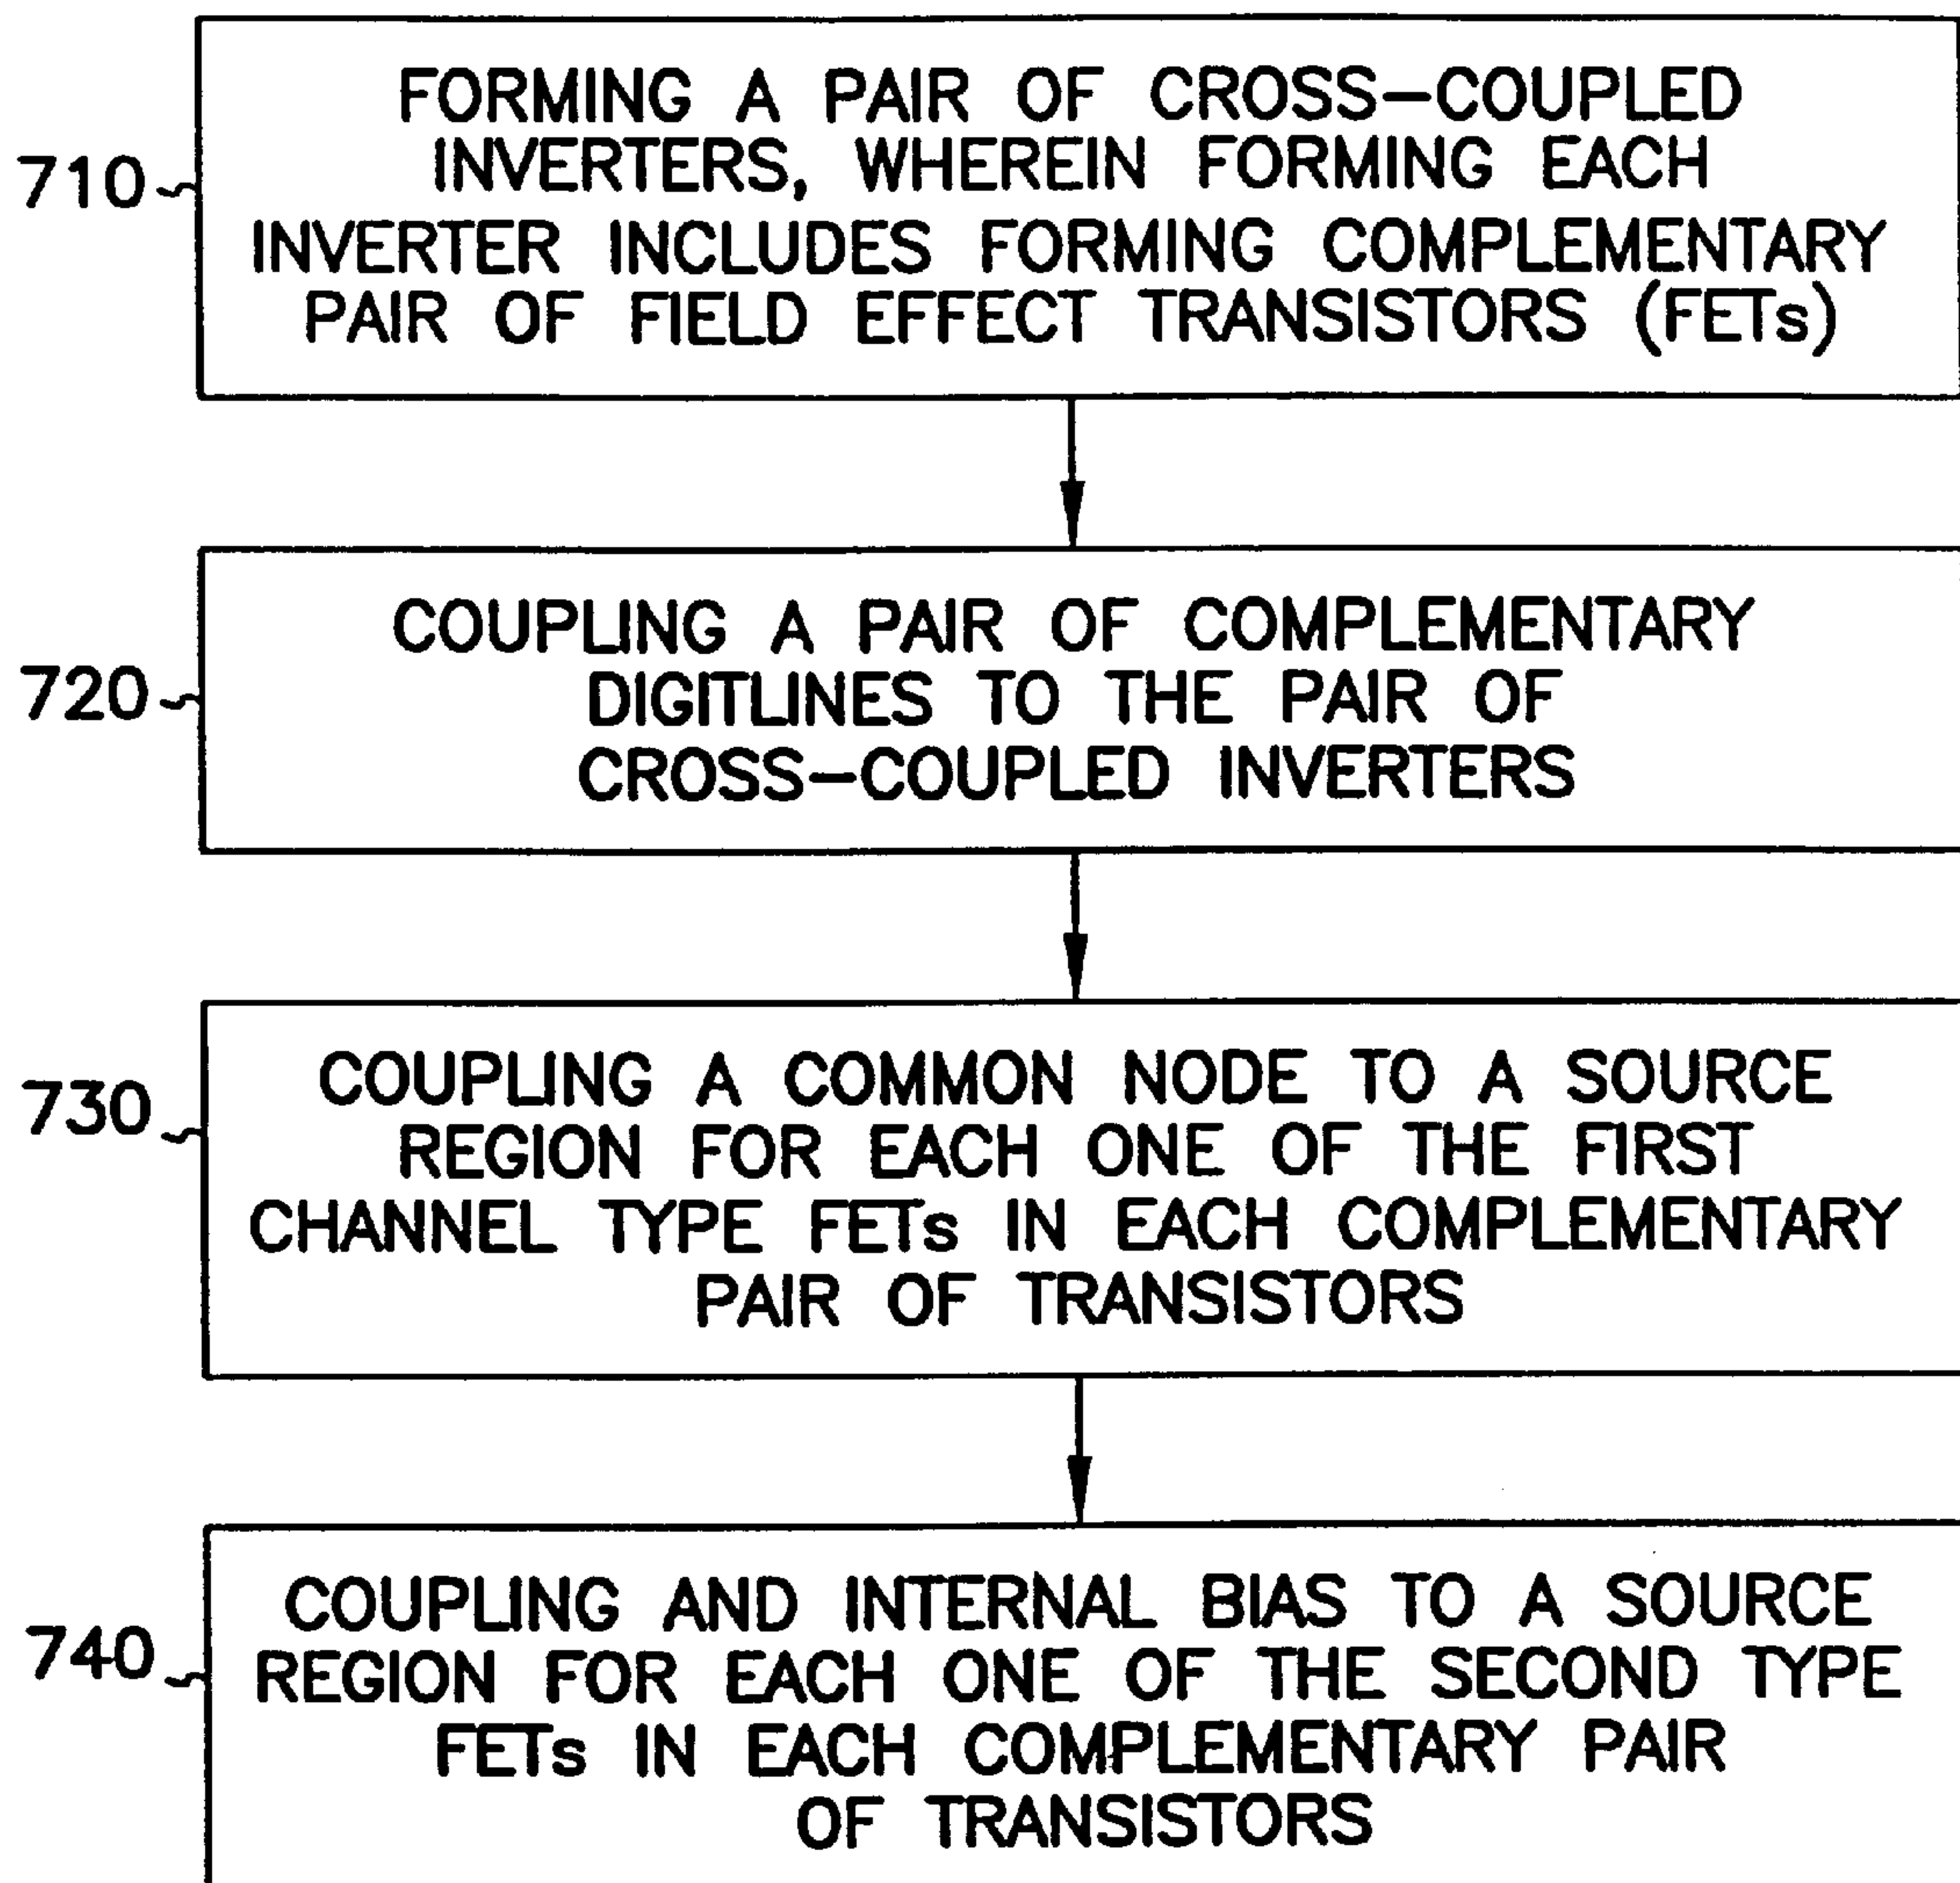 FORMING A PAIR OF CROSS-COUPLED
INVERTERS, WHEREIN FORMING EACH
710
INVERTER INCLUDES FORMING COMPLEMENTARY
PAIR OF FIELD EFFECT TRANSISTORS (FETs)
COUPLING A PAIR OF COMPLEMENTARY
720
DIGITLINES TO THE PAIR OF
CROSS-COUPLED INVERTERS
COUPLING A COMMON NODE TO A SOURCE
730
REGION FOR EACH ONE OF THE FIRST
CHANNEL TYPE FETs IN EACH COMPLEMENTARY
PAIR OF TRANSISTORS
COUPLING AND INTERNAL BIAS TO A SOURCE
740
REGION FOR EACH ONE OF THE SECOND TYPE
FETs IN EACH COMPLEMENTARY PAIR
OF TRANSISTORS